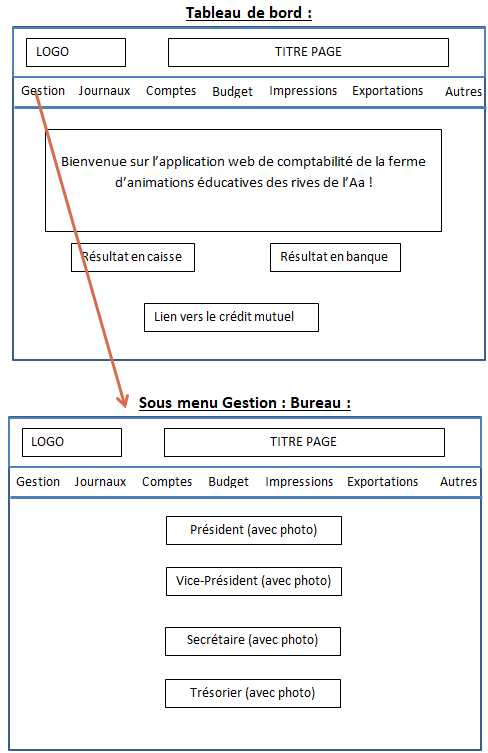 Tableau de bord :
LOGO
TITRE PAGE
Gestion Journaux Comptes Budget Impressions Exportations Autres
Bienvenue sur l'application web de comptabilité de la ferme
d'animations éducatives des rives de l'Aa !
Résultat en caisse
Résultat en banque
Lien vers le crédit mutuel
Sous menu Gestion : Bureau :
LOGO
TITRE PAGE
Gestion Journaux Comptes Budget Impressions Exportations Autres
Président (avec photo)
Vice-Président (avec photo)
Secrétaire (avec photo)
Trésorier (avec photo)